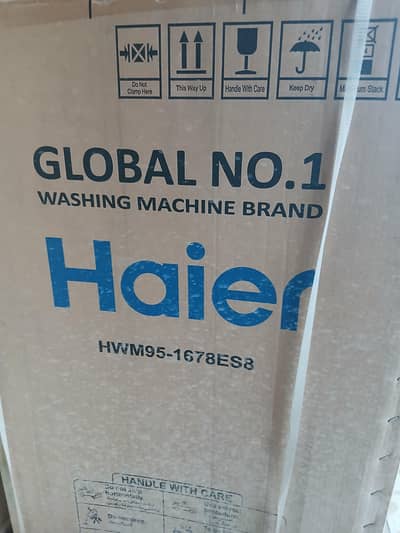 Do Not
Clamp Here
This Way Up
Handle With Care
Keep Dry
Stack
GLOBAL NO.1
WASHING MACHINE BRAND
Haier
HWM95-1678ES8
HANDLE WITH CARE